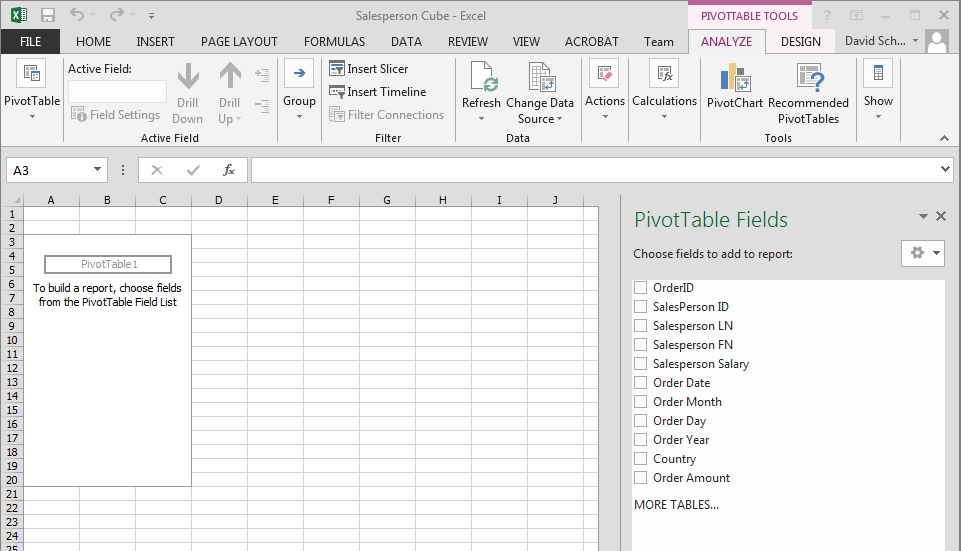 Salesperson Cube - Excel
PIVOTTABLE TOOLS
?
FILE HOME INSERT PAGE LAYOUT FORMULAS DATA REVIEW VIEW ACROBAT Team ANALYZE DESIGN David Sch...
PivotTable
Active Field:
Field Settings
Drill Down
Drill Up
Active Field
Group
Insert Slicer
Insert Timeline
Filter Connections
Filter
Refresh
Change Data Source
Data
Actions
Calculations
PivotChart
Recommended PivotTables
Tools
Show
A3
fx
A B C D E F G H I J
1
2
3
4
5
6
7
8
9
10
11
12
13
14
15
16
17
18
19
20
21
22
23
24
25
PivotTable1
To build a report, choose fields
from the PivotTable Field List
PivotTable Fields
Choose fields to add to report:
OrderID
SalesPerson ID
Salesperson LN
Salesperson FN
Salesperson Salary
Order Date
Order Month
Order Day
Order Year
Country
Order Amount
MORE TABLES...